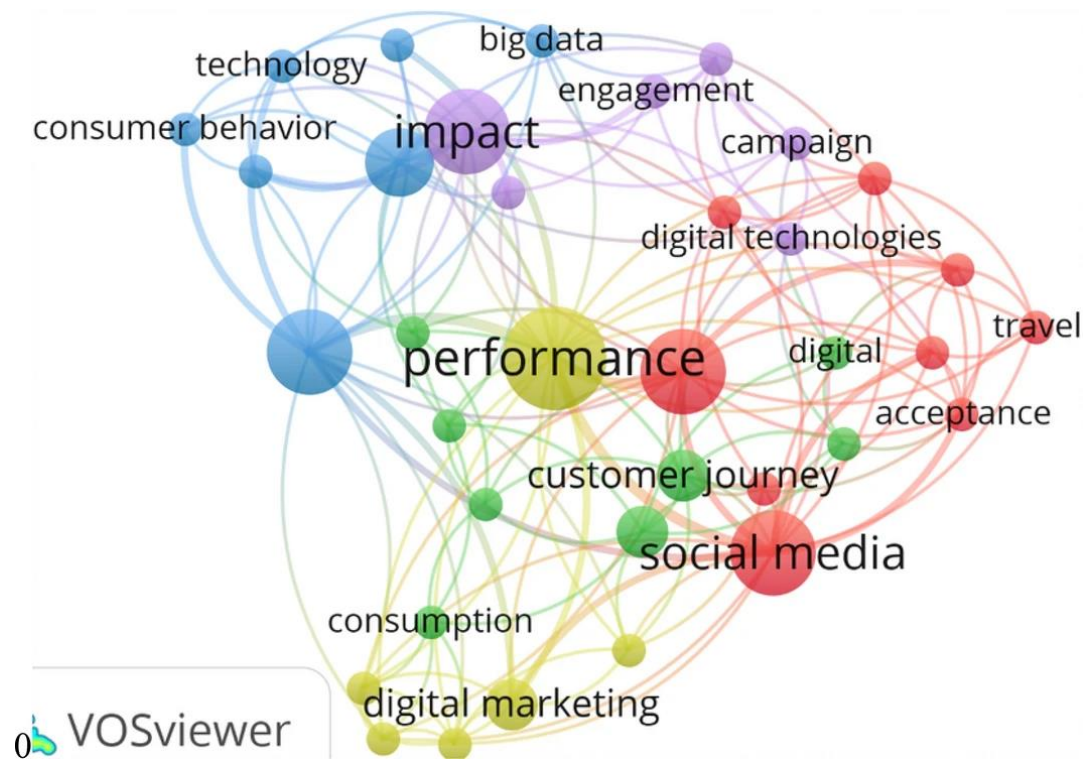 big data
technology
engagement
consumer behavior
impact
campaign
digital technologies
travel
performance
digital
acceptance
customer journey
social media
consumption
digital marketing
0
VOSviewer